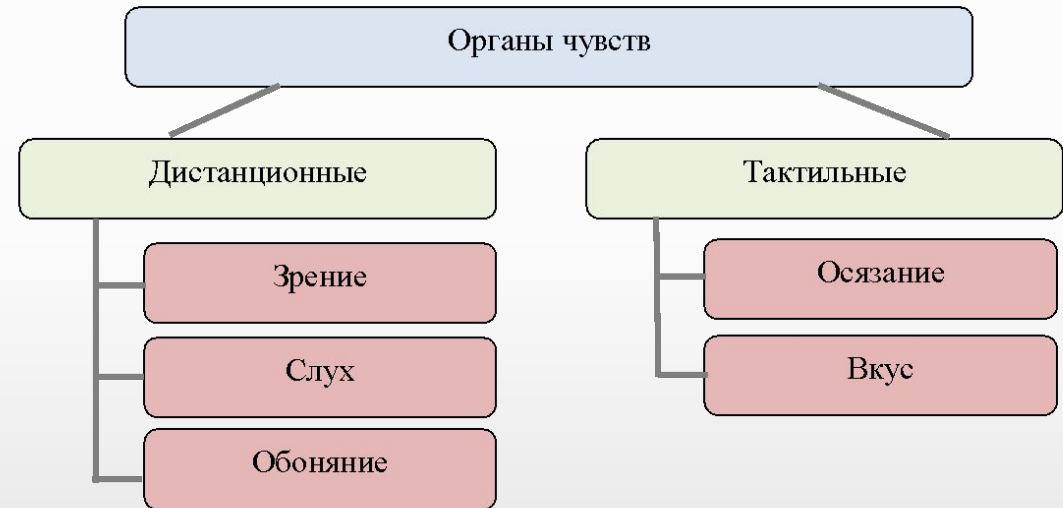 Органы чувств
Дистанционные
Зрение
Слух
Обоняние
Тактильные
Осязание
Вкус